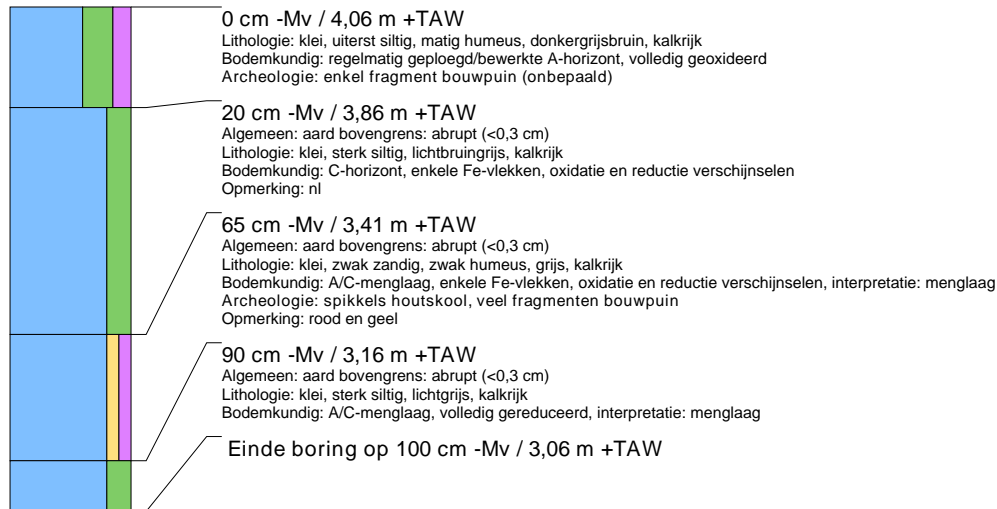 0 cm -Mv / 4,06 m +TAW
Lithologie: klei, uiterst siltig, matig humeus, donkergrijsbruin, kalkrijk
Bodemkundig: regelmatig geploegd/bewerkte A-horizont, volledig geoxideerd
Archeologie: enkel fragment bouwpuin (onbepaald)
20 cm -Mv / 3,86 m +TAW
Algemeen: aard bovengrens: abrupt (<0,3 cm)
Lithologie: klei, sterk siltig, lichtbruingrijs, kalkrijk
Bodemkundig: C-horizont, enkele Fe-vlekken, oxidatie en reductie verschijnselen
Opmerking: nl
65 cm -Mv / 3,41 m +TAW
Algemeen: aard bovengrens: abrupt (<0,3 cm)
Lithologie: klei, zwak zandig, zwak humeus, grijs, kalkrijk
Bodemkundig: A/C-menglaag, enkele Fe-vlekken, oxidatie en reductie verschijnselen, interpretatie: menglaag
Archeologie: spikkels houtskool, veel fragmenten bouwpuin
Opmerking: rood en geel
90 cm -Mv / 3,16 m +TAW
Algemeen: aard bovengrens: abrupt (<0,3 cm)
Lithologie: klei, sterk siltig, lichtgrijs, kalkrijk
Bodemkundig: A/C-menglaag, volledig gereduceerd, interpretatie: menglaag
Einde boring op 100 cm -Mv / 3,06 m +TAW